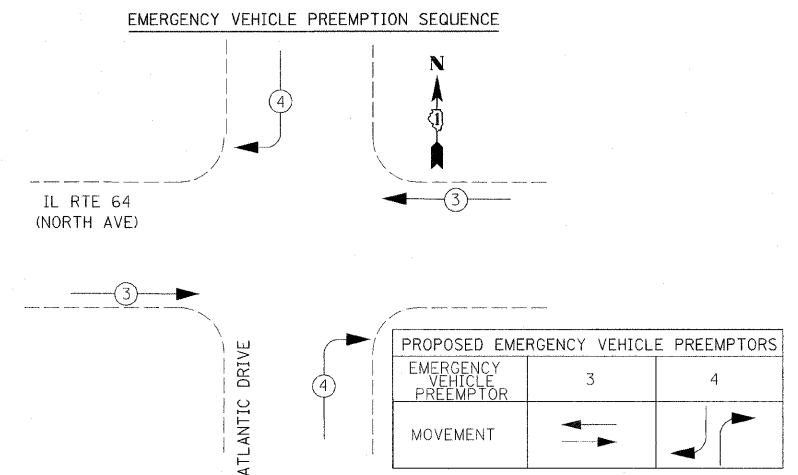 EMERGENCY VEHICLE PREEMPTION SEQUENCE
4
N
1
IL RTE 64
(NORTH AVE)
3
3
4
ATLANTIC DRIVE
PROPOSED EMERGENCY VEHICLE PREEMPTORS
EMERGENCY
VEHICLE
PREEMPTOR
3
4
MOVEMENT